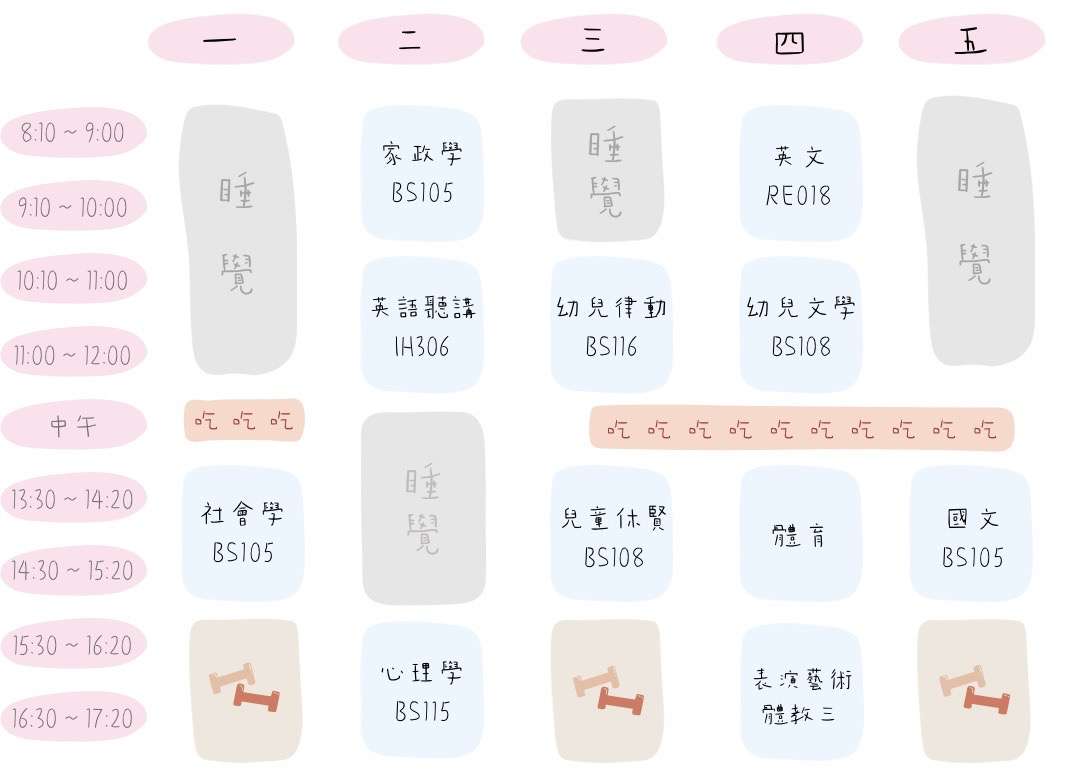 一 二 三 四 五
8:10 ~ 9:00
9:10 ~ 10:00
10:10 ~ 11:00
11:00 ~ 12:00
中午
13:30 ~ 14:20
14:30 ~ 15:20
15:30 ~ 16:20
16:30 ~ 17:20
睡
覺
吃吃吃
社會學
BS105
家政學
BS105
英語聽講
IH306
睡
覺
心理學
BS115
睡
覺
幼兒律動
BS116
吃吃吃吃吃吃吃吃吃吃
兒童休賢
BS108
英文
RE018
幼兒文學
BS108
體育
表演藝術
體教三
睡
覺
國文
BS105